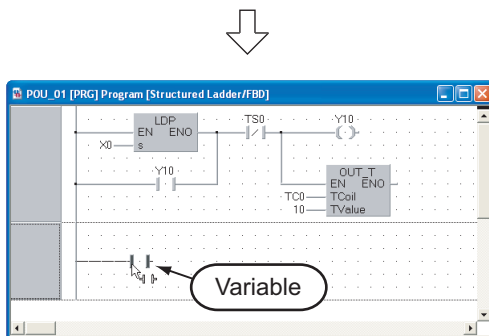 POU_01 [PRG] Program [Structured Ladder/FBD]
LDP
EN ENO
X0 s
TS0
Y10
Y10
OUT_T
EN ENO
TC0 TCoil
10 TValue
Variable